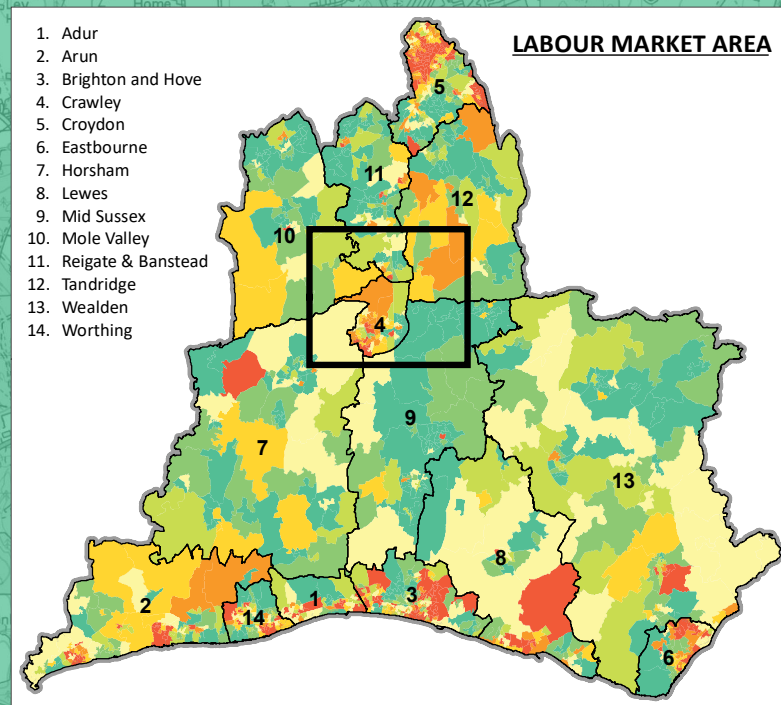 LABOUR MARKET AREA
1. Adur
2. Arun
3. Brighton and Hove
4. Crawley
5. Croydon
6. Eastbourne
7. Horsham
8. Lewes
9. Mid Sussex
10. Mole Valley
11. Reigate & Banstead
12. Tandridge
13. Wealden
14. Worthing
5
11
12
10
4
9
7
13
8
2
14
1
3
6